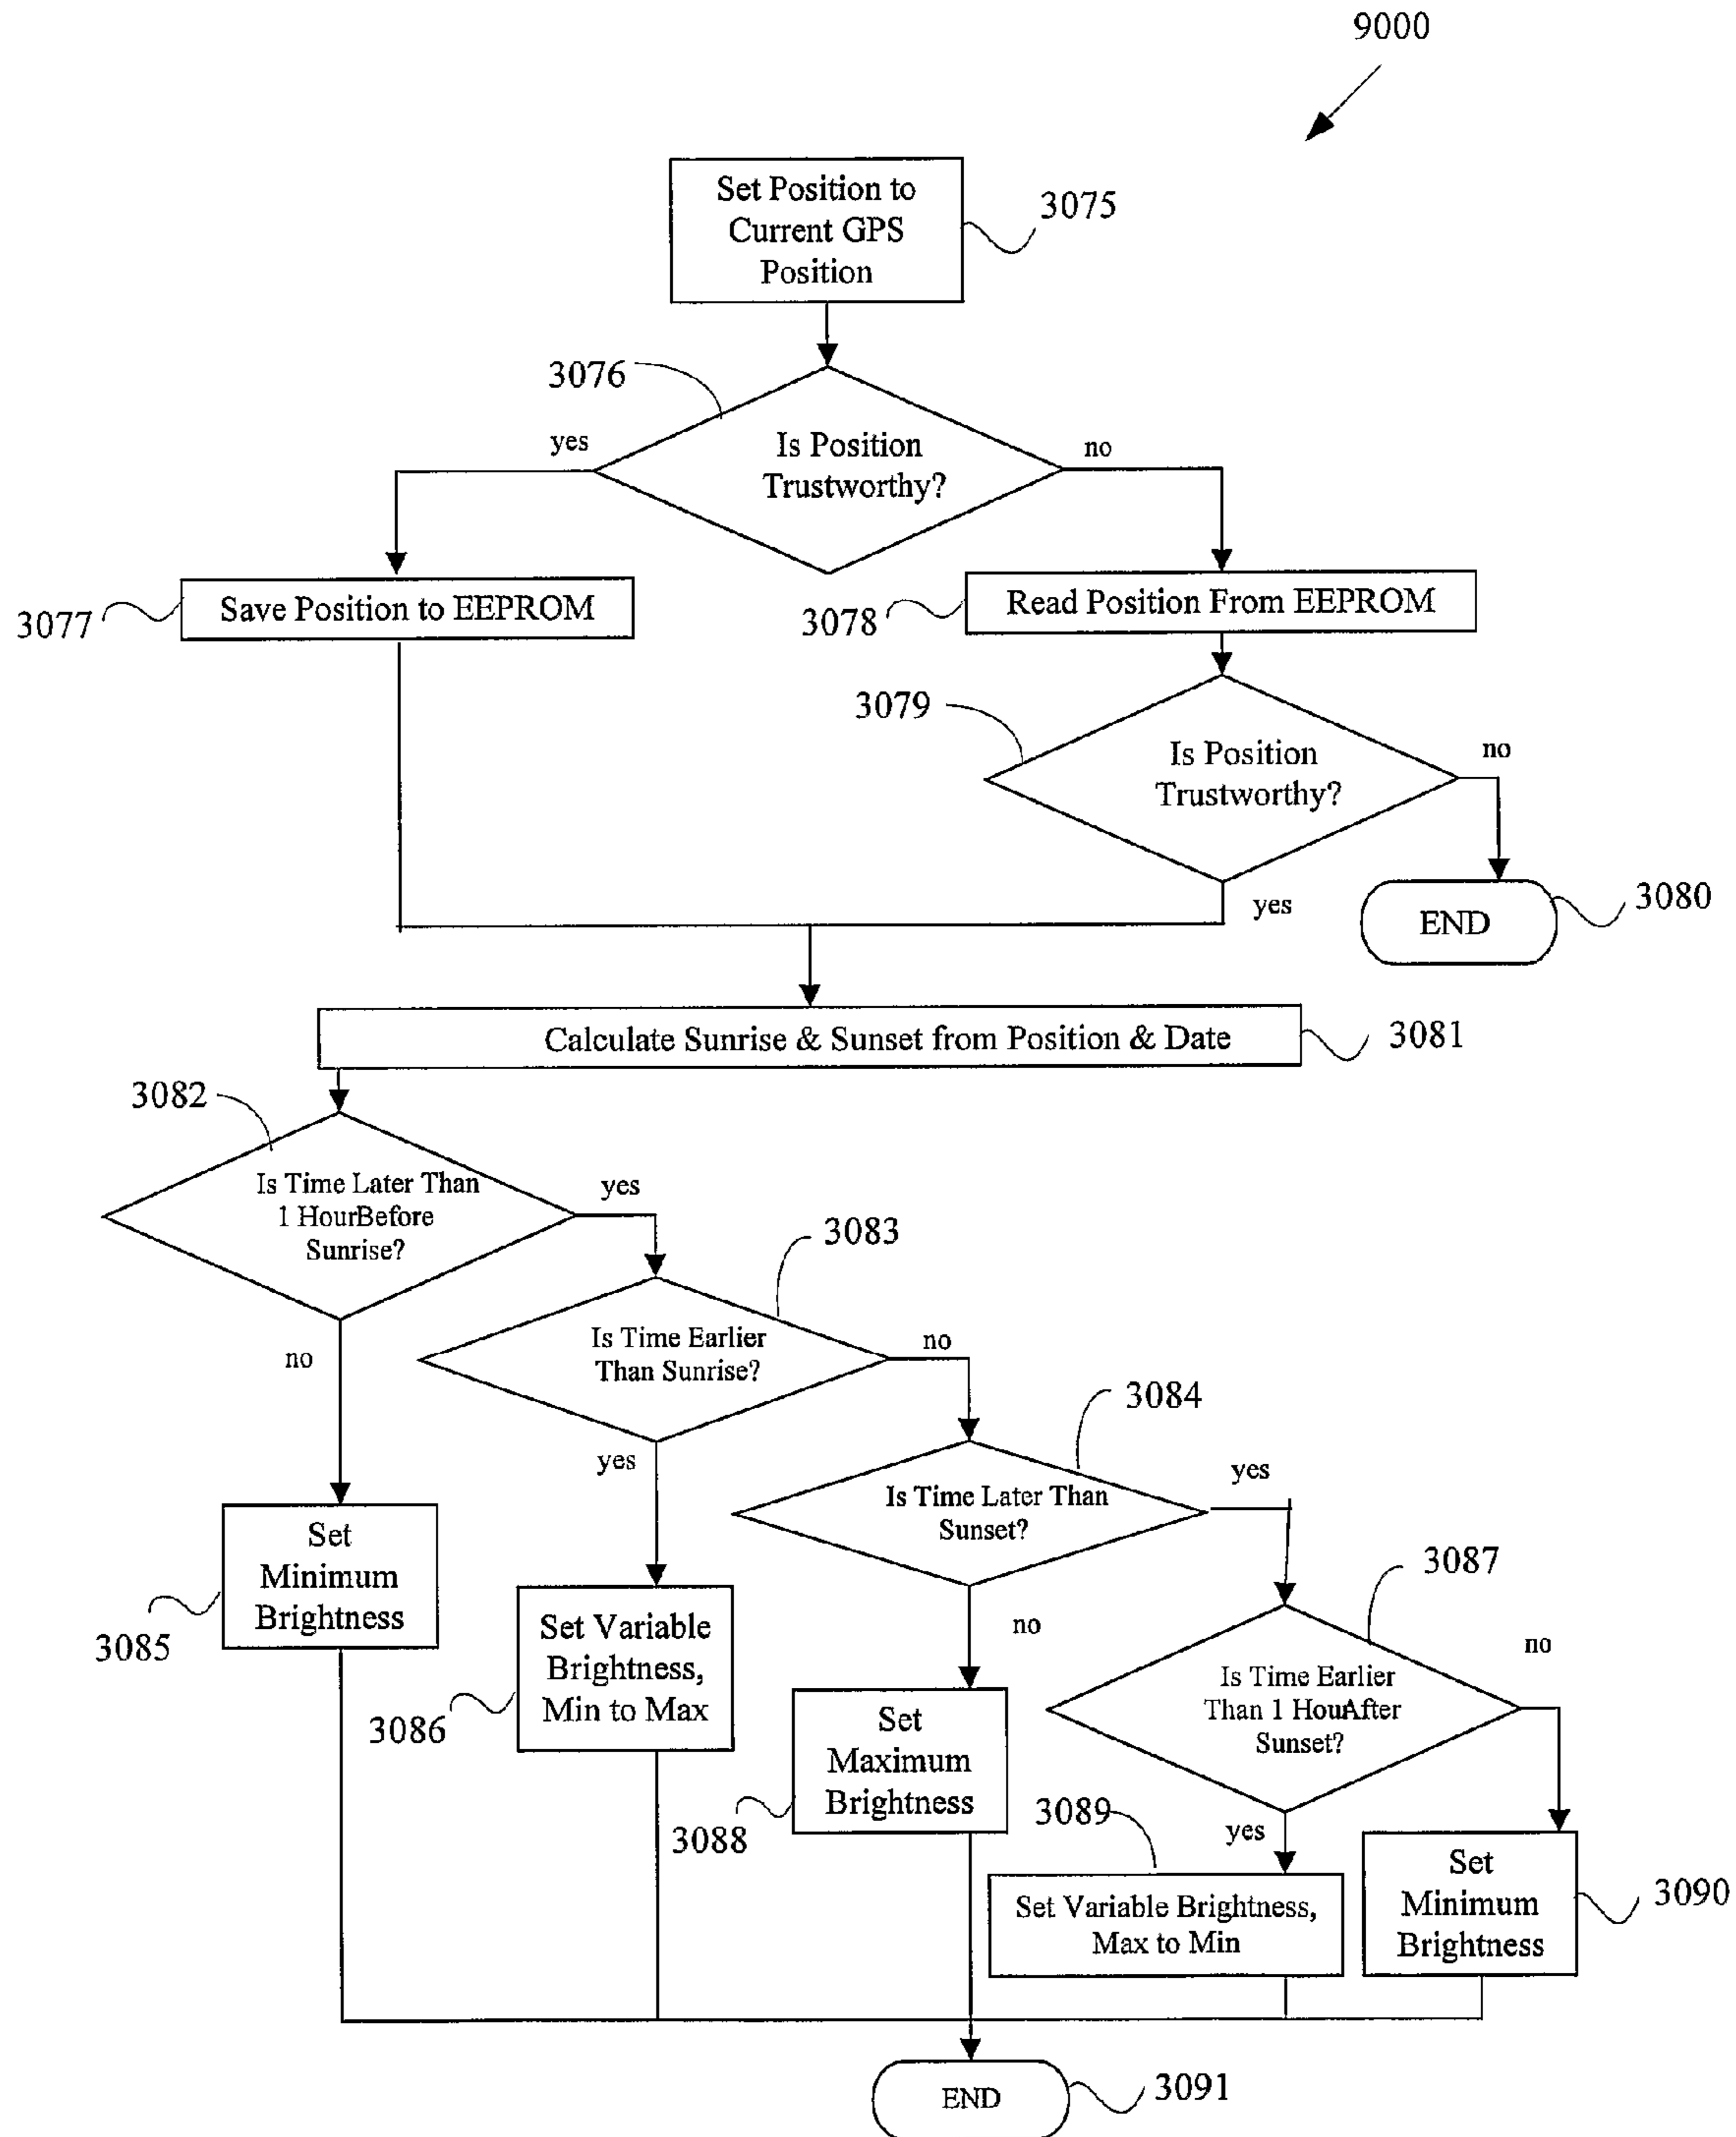 9000
Set Position to
Current GPS
Position
3075
3076
yes
Is Position
Trustworthy?
no
3077
Save Position to EEPROM
3078
Read Position From EEPROM
3079
Is Position
Trustworthy?
no
yes
END
3080
Calculate Sunrise & Sunset from Position & Date
3081
3082
Is Time Later Than
1 HourBefore
Sunrise?
yes
no
3083
Is Time Earlier
Than Sunrise?
no
yes
3084
Is Time Later Than
Sunset?
yes
no
3087
Is Time Earlier
Than 1 HouAfter
Sunset?
no
yes
Set
Minimum
Brightness
3085
Set Variable
Brightness,
Min to Max
3086
Set
Maximum
Brightness
3088
3089
Set Variable Brightness,
Max to Min
Set
Minimum
Brightness
3090
END
3091